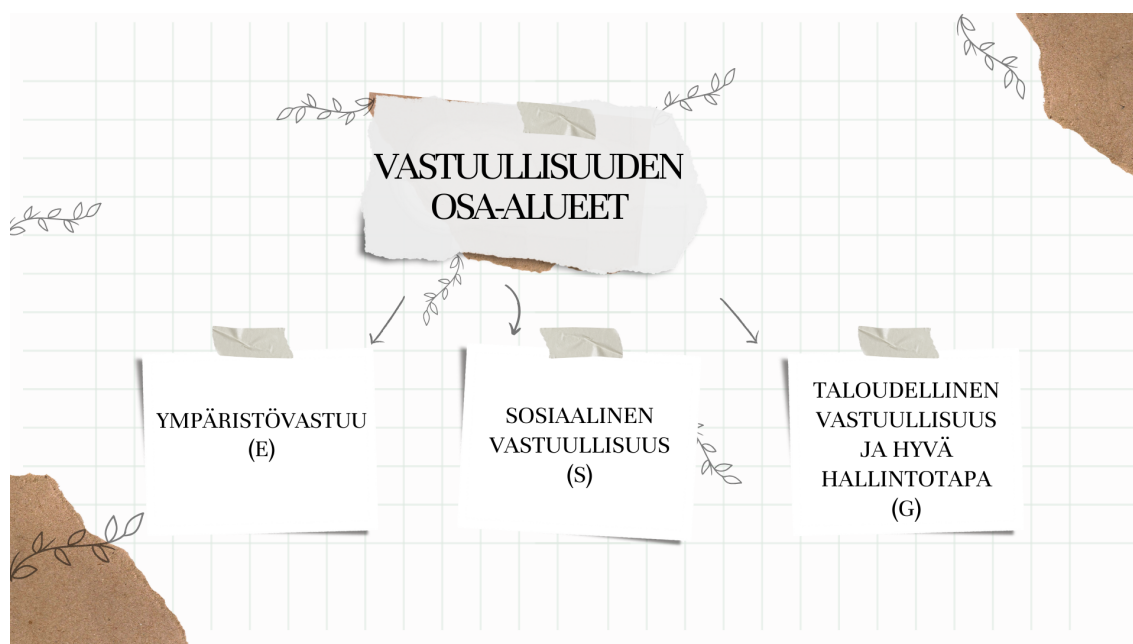 VASTUULLISUUDEN
OSA-ALUEET
YMPÄRISTÖVASTUU
(E)
SOSIAALINEN
VASTUULLISUUS
(S)
TALOUDELLINEN
VASTUULLISUUS
JA HYVÄ
HALLINTOTAPA
(G)